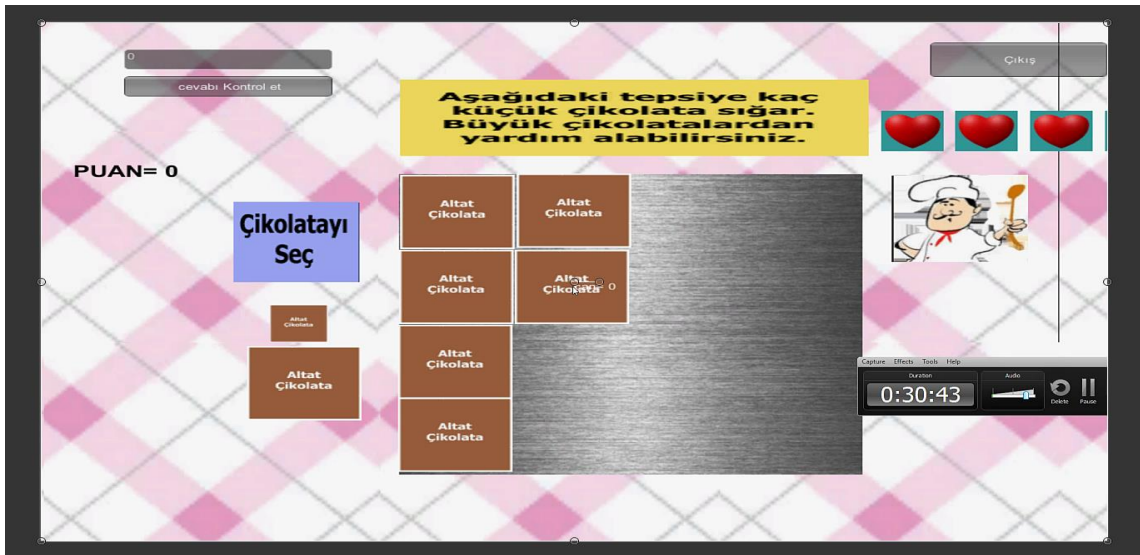 0
cevabı Kontrol et
Çıkış
Aşağıdaki tepsiye kaç
küçük çikolata sığar.
Büyük çikolatalardan
yardım alabilirsiniz.
PUAN= 0
Çikolatayı
Seç
Altat
Çikolata
Altat
Çikolata
Altat
Çikolata
Altat
Çikolata
Altat
Çikolata
Altat
Çikolata
Altat
Çikolata
Altat
Çikolata
0
Capture Effects Tools Help
Duration
Audio
0:30:43
Delete
Pause